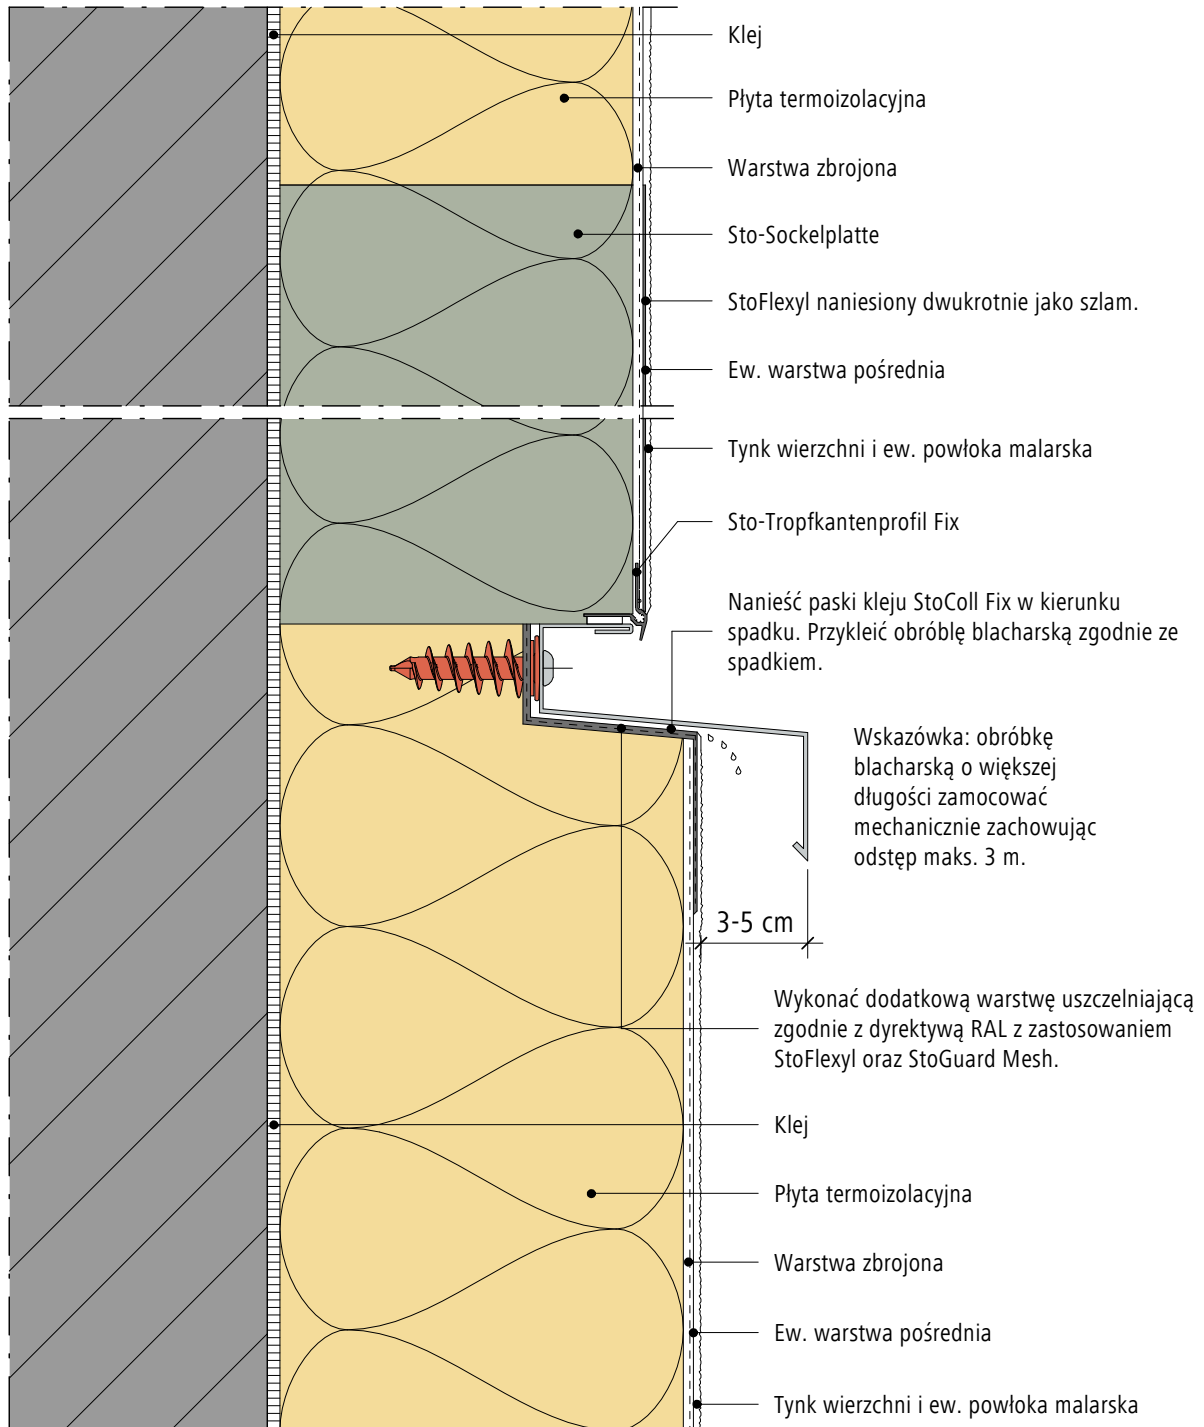 Klej
Płyta termoizolacyjna
Warstwa zbrojona
Sto-Sockelplatte
StoFlexyl naniesiony dwukrotnie jako szlam.
Ew. warstwa pośrednia
Tynk wierzchni i ew. powłoka malarska
Sto-Tropfkantenprofil Fix
Nanieść paski kleju StoColl Fix w kierunku
spadku. Przykleić obróblę blacharską zgodnie ze
spadkiem.
Wskazówka: obróbkę
blacharską o większej
długości zamocować
mechanicznie zachowując
odstęp maks. 3 m.
3-5 cm
Wykonać dodatkową warstwę uszczelniającą
zgodnie z dyrektywą RAL z zastosowaniem
StoFlexyl oraz StoGuard Mesh.
Klej
Płyta termoizolacyjna
Warstwa zbrojona
Ew. warstwa pośrednia
Tynk wierzchni i ew. powłoka malarska